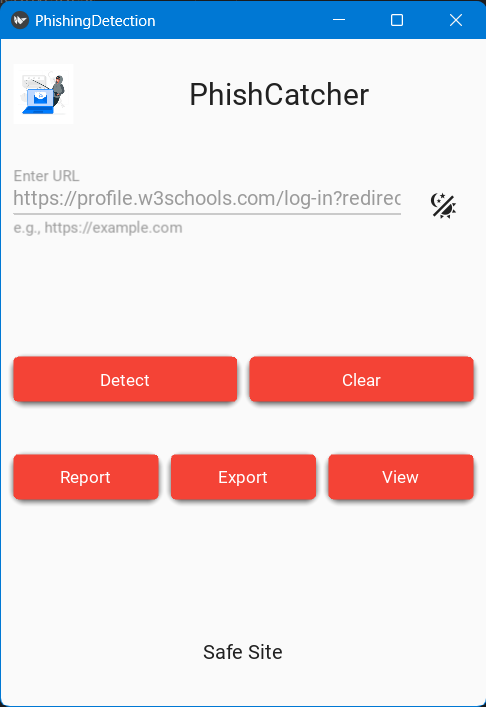 PhishingDetection
PhishCatcher
Enter URL
https://profile.w3schools.com/log-in?redirec
e.g., https://example.com
Detect Clear
Report Export View
Safe Site